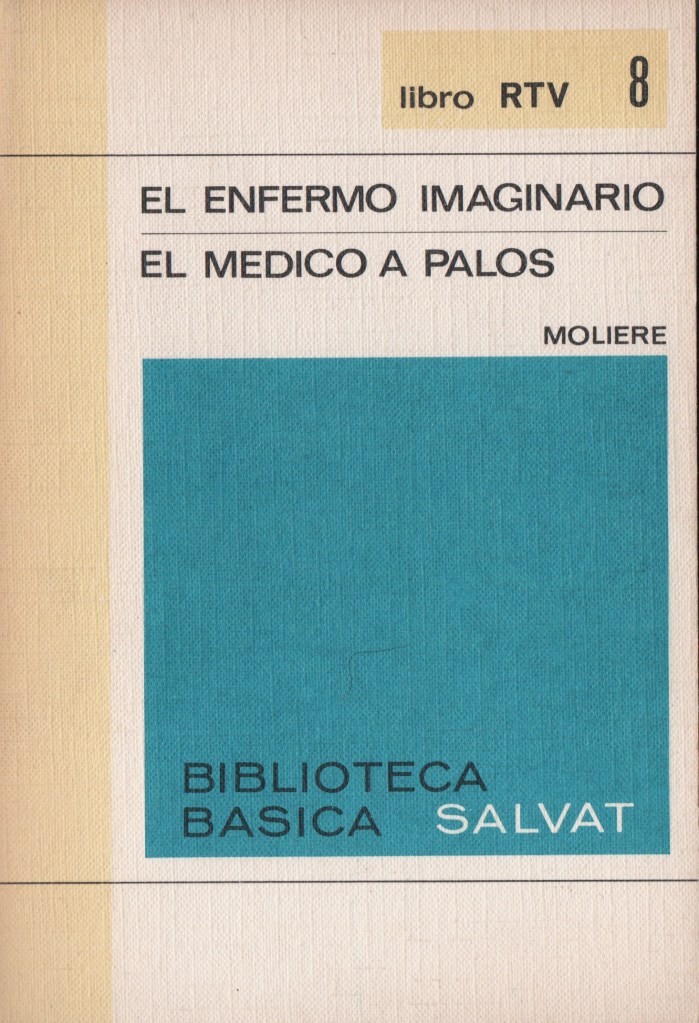 libro RTV 8
EL ENFERMO IMAGINARIO
EL MEDICO A PALOS
MOLIERE
BIBLIOTECA
BASICA SALVAT